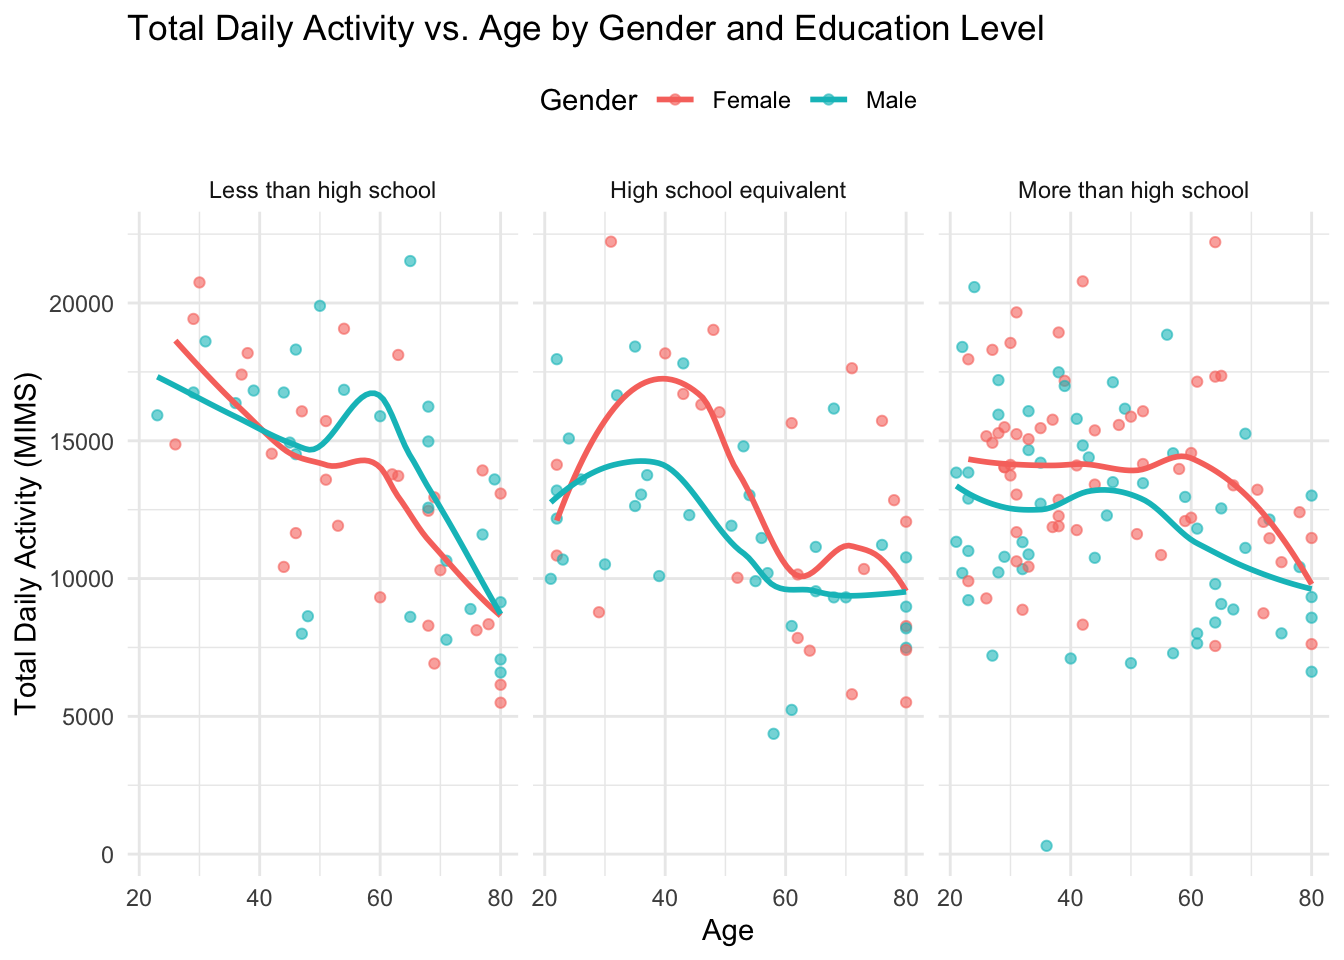 Total Daily Activity vs. Age by Gender and Education Level
Gender Female Male
Less than high school High school equivalent More than high school
Total Daily Activity (MIMS)
20000
15000
10000
5000
0
20 40 60 80 20 40 60 80 20 40 60 80
Age